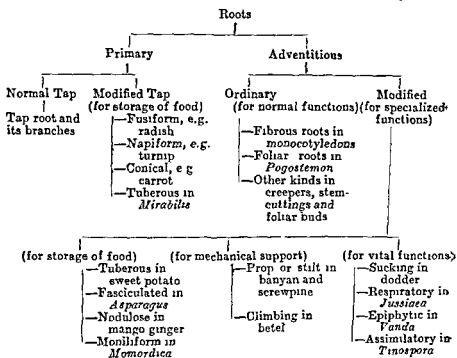 Roots
Primary
Adventitious
Normal Tap
Tap root and
its branches
Modified Tap
(for storage of food)
Fusiform, e.g.
radish
Napiform, e.g.
turnip
Conical, e g
carrot
Tuberous in
Mirabilis
Ordinary
(for normal functions)
Fibrous roots in
monocotyledons
Foliar roots in
Pogostemon
Other kinds in
creepers, stem-
cuttings and
foliar buds
Modified
(for specialized
functions)
(for storage of food)
Tuberous in
sweet potato
Fasciculated in
Asparagus
Nodulose in
mango ginger
Moniliform in
Momordica
(for mechanical support)
Prop or stilt in
banyan and
screwpine
Climbing in
betel
(for vital functions)
Sucking in
dodder
Respiratory in
Jussiaea
Epiphytic in
Vanda
Assimilatory in
Tinospora